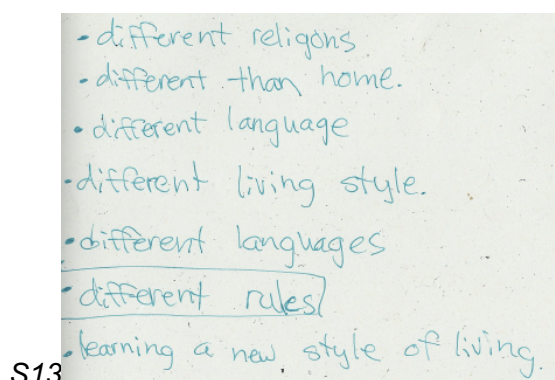 • different religons
• different than home.
• different language
• different living style.
• different languages
• different rules
• learning a new style of living.
S13